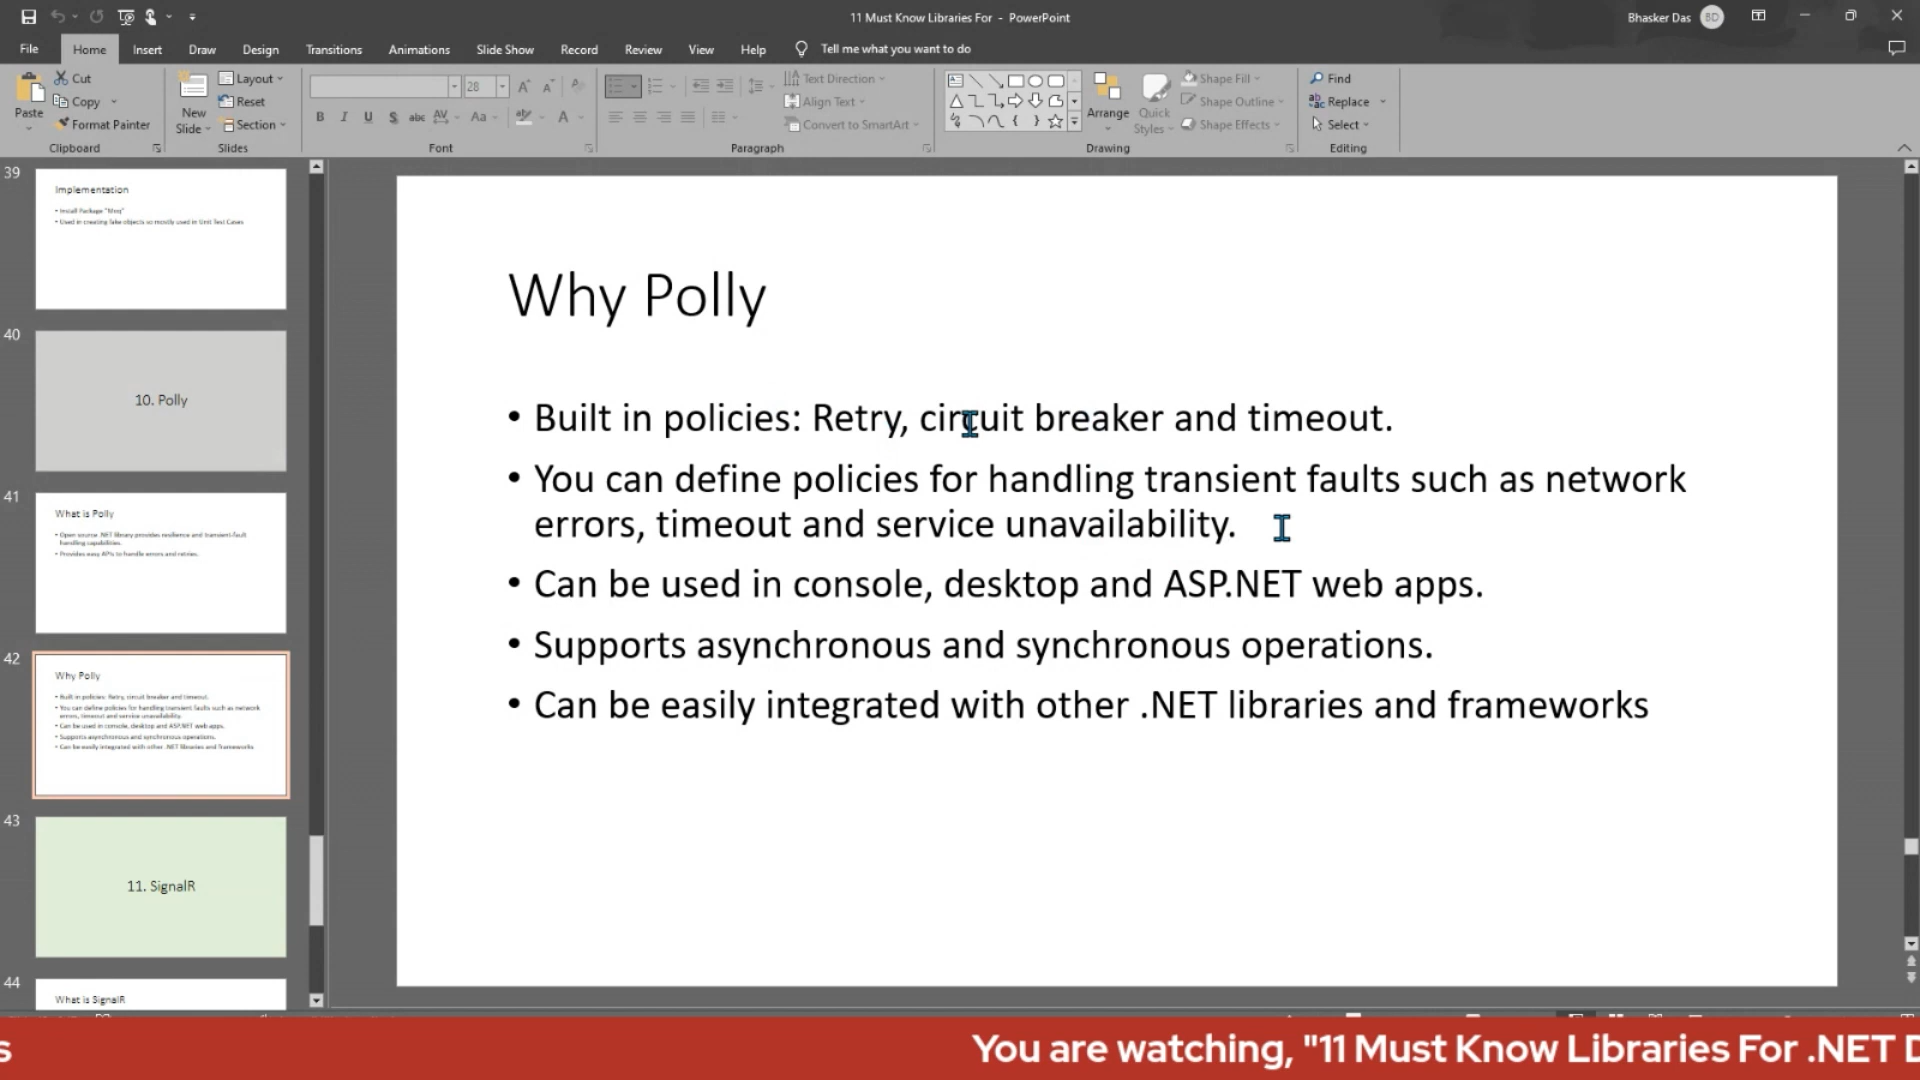 11 Must Know Libraries For - PowerPoint
Bhasker Das BD
File Home Insert Draw Design Transitions Animations Slide Show Record Review View Help Tell me what you want to do
Paste
Cut
Copy
Format Painter
Clipboard
New
Slide
Layout
Reset
Section
Slides
28
Font
Text Direction
Align Text
Convert to SmartArt
Paragraph
Arrange
Quick
Styles
Shape Fill
Shape Outline
Shape Effects
Drawing
Find
Replace
Select
Editing
39
Implementation
• Install Package "Moq"
• Used in creating fake objects so mostly used in Unit Test Cases
40
10. Polly
41
What is Polly
• Open source .NET library provides resilience and transient-fault
handling capabilities.
• Provides easy APIs to handle errors and retries.
42
Why Polly
• Built in policies: Retry, circuit breaker and timeout.
• You can define policies for handling transient faults such as network
errors, timeout and service unavailability.
• Can be used in console, desktop and ASP.NET web apps.
• Supports asynchronous and synchronous operations.
• Can be easily integrated with other .NET libraries and frameworks
43
11. SignalR
44
What is SignalR
Why Polly
• Built in policies: Retry, circuit breaker and timeout.
• You can define policies for handling transient faults such as network
errors, timeout and service unavailability.
• Can be used in console, desktop and ASP.NET web apps.
• Supports asynchronous and synchronous operations.
• Can be easily integrated with other .NET libraries and frameworks
s You are watching, "11 Must Know Libraries For .NET D